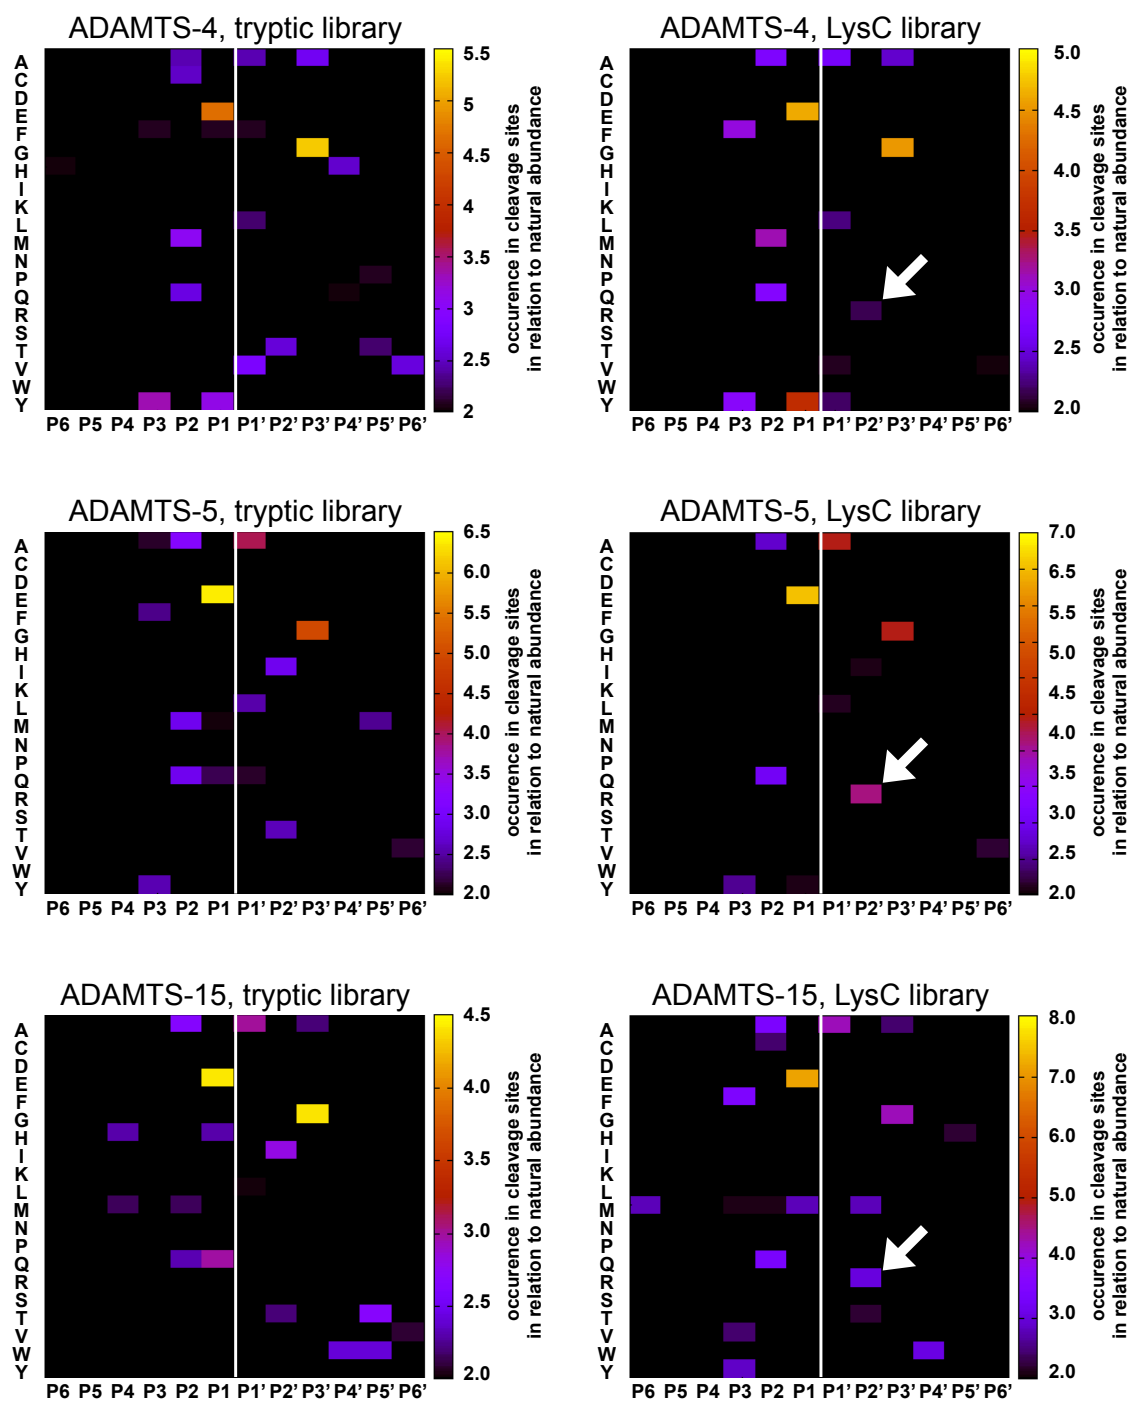 ADAMTS-4, tryptic library
A
C
D
E
F
G
H
I
K
L
M
N
P
Q
R
S
T
V
W
Y
P6 P5 P4 P3 P2 P1 P1’ P2’ P3’ P4’ P5’ P6’
5.5
5
4.5
4
3.5
3
2.5
2
occurence in cleavage sites
in relation to natural abundance
ADAMTS-4, LysC library
A
C
D
E
F
G
H
I
K
L
M
N
P
Q
R
S
T
V
W
Y
P6 P5 P4 P3 P2 P1 P1’ P2’ P3’ P4’ P5’ P6’
5.0
4.5
4.0
3.5
3.0
2.5
2.0
occurence in cleavage sites
in relation to natural abundance
ADAMTS-5, tryptic library
A
C
D
E
F
G
H
I
K
L
M
N
P
Q
R
S
T
V
W
Y
P6 P5 P4 P3 P2 P1 P1’ P2’ P3’ P4’ P5’ P6’
6.5
6.0
5.5
5.0
4.5
4.0
3.5
3.0
2.5
2.0
occurence in cleavage sites
in relation to natural abundance
ADAMTS-5, LysC library
A
C
D
E
F
G
H
I
K
L
M
N
P
Q
R
S
T
V
W
Y
P6 P5 P4 P3 P2 P1 P1’ P2’ P3’ P4’ P5’ P6’
7.0
6.5
5.5
5.0
4.5
4.0
3.5
3.0
2.5
2.0
occurence in cleavage sites
in relation to natural abundance
ADAMTS-15, tryptic library
A
C
D
E
F
G
H
I
K
L
M
N
P
Q
R
S
T
V
W
Y
P6 P5 P4 P3 P2 P1 P1’ P2’ P3’ P4’ P5’ P6’
4.5
4.0
3.5
3.0
2.5
2.0
occurence in cleavage sites
in relation to natural abundance
ADAMTS-15, LysC library
A
C
D
E
F
G
H
I
K
L
M
N
P
Q
R
S
T
V
W
Y
P6 P5 P4 P3 P2 P1 P1’ P2’ P3’ P4’ P5’ P6’
8.0
7.0
6.0
5.0
4.0
3.0
2.0
occurence in cleavage sites
in relation to natural abundance